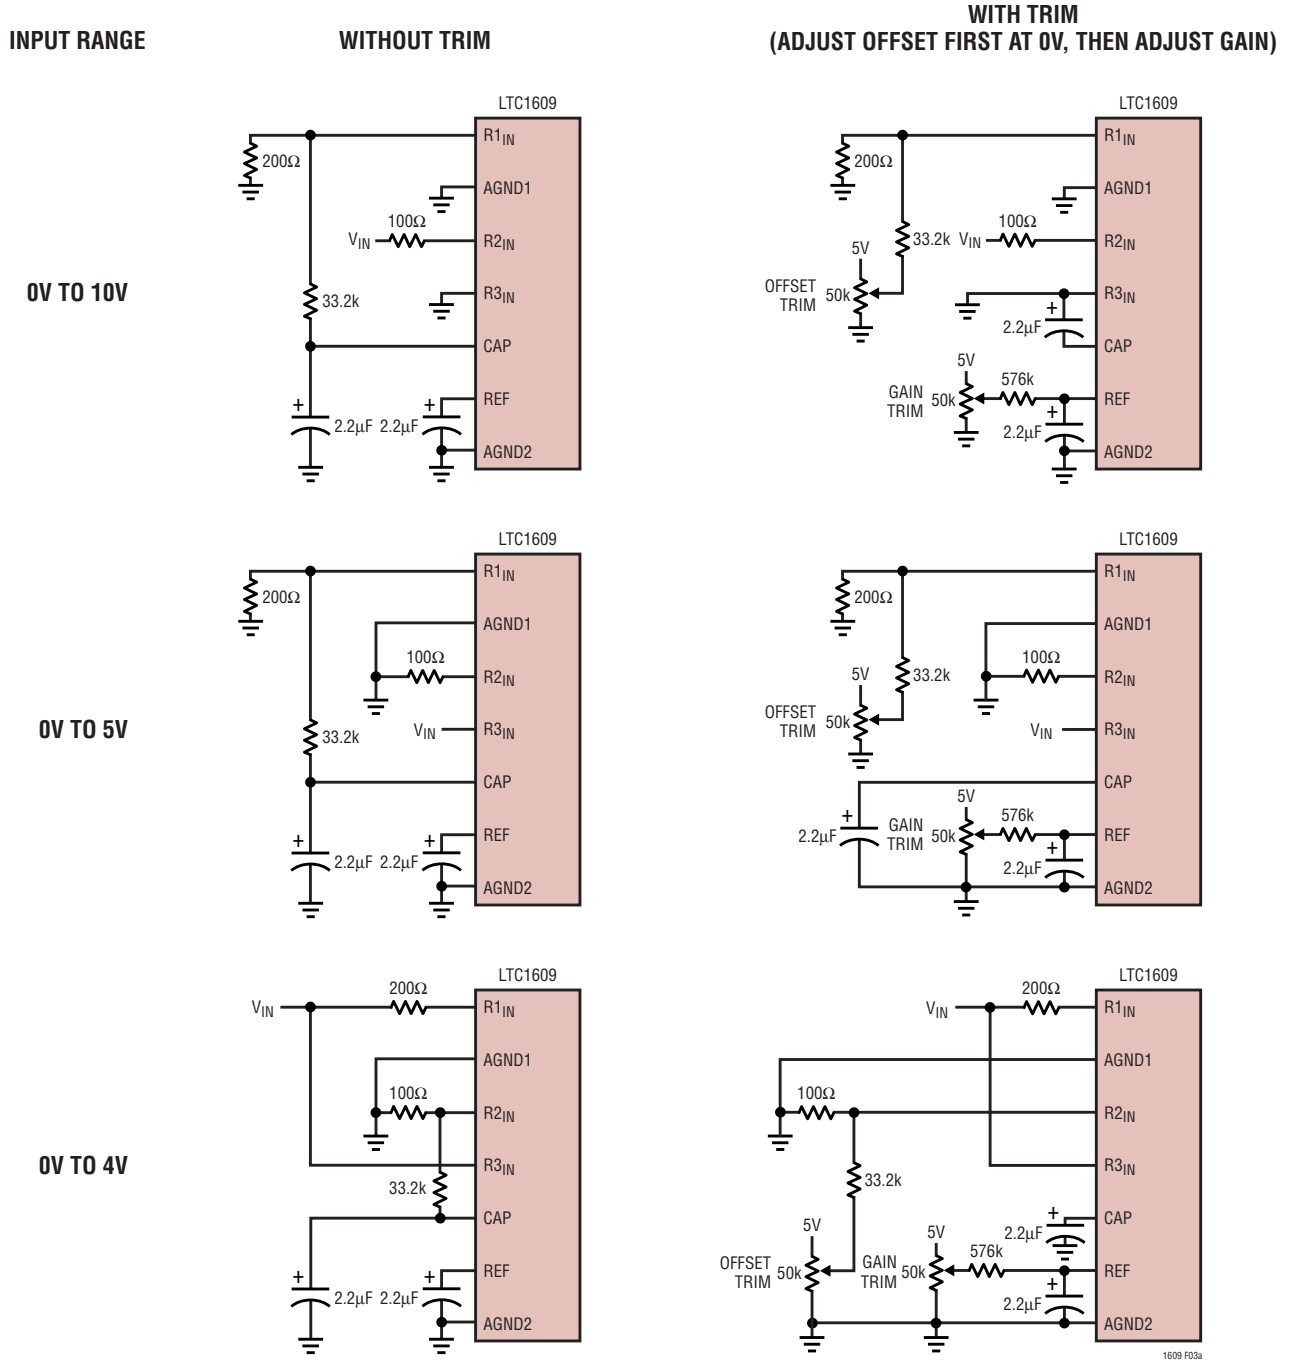 INPUT RANGE
WITHOUT TRIM
WITH TRIM
(ADJUST OFFSET FIRST AT 0V, THEN ADJUST GAIN)
0V TO 10V
LTC1609
R1IN
200Ω
AGND1
100Ω
VIN
R2IN
33.2k
R3IN
CAP
REF
+
2.2µF
+
2.2µF
AGND2
LTC1609
R1IN
200Ω
AGND1
100Ω
33.2k
VIN
R2IN
5V
OFFSET
TRIM
50k
R3IN
+
2.2µF
CAP
5V
GAIN
TRIM
50k
576k
REF
+
2.2µF
AGND2
0V TO 5V
LTC1609
R1IN
200Ω
AGND1
100Ω
R2IN
VIN
R3IN
33.2k
CAP
REF
+
2.2µF
+
2.2µF
AGND2
LTC1609
R1IN
200Ω
AGND1
100Ω
R2IN
33.2k
5V
OFFSET
TRIM
50k
VIN
R3IN
CAP
+
2.2µF
5V
GAIN
TRIM
50k
576k
REF
+
2.2µF
AGND2
0V TO 4V
LTC1609
VIN
200Ω
R1IN
AGND1
100Ω
R2IN
R3IN
33.2k
CAP
REF
+
2.2µF
+
2.2µF
AGND2
LTC1609
VIN
200Ω
R1IN
AGND1
100Ω
R2IN
R3IN
33.2k
CAP
+
2.2µF
5V
OFFSET
TRIM
50k
5V
GAIN
TRIM
50k
576k
REF
+
2.2µF
AGND2
1609 F03a